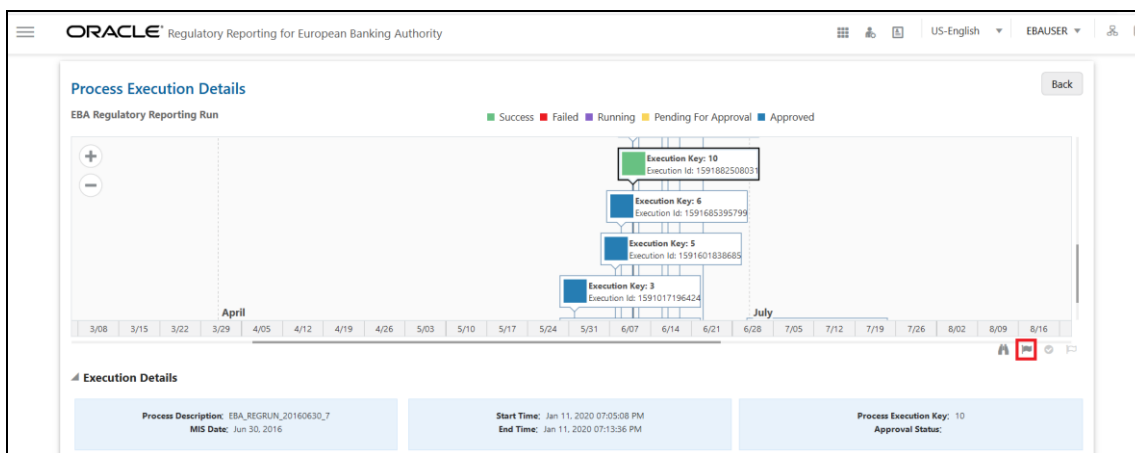 ORACLE® Regulatory Reporting for European Banking Authority
US-English
EBAUSER
Process Execution Details
Back
EBA Regulatory Reporting Run
Success Failed Running Pending For Approval Approved
Execution Key: 10
Execution Id: 1591882508031
Execution Key: 6
Execution Id: 1591685395799
Execution Key: 5
Execution Id: 1591601838685
Execution Key: 3
Execution Id: 1591017196424
April July
3/08 3/15 3/22 3/29 4/05 4/12 4/19 4/26 5/03 5/10 5/17 5/24 5/31 6/07 6/14 6/21 6/28 7/05 7/12 7/19 7/26 8/02 8/09 8/16
Execution Details
Process Description: EBA_REGRUN_20160630_7
MIS Date: Jun 30, 2016
Start Time: Jan 11, 2020 07:05:08 PM
End Time: Jan 11, 2020 07:13:36 PM
Process Execution Key: 10
Approval Status: